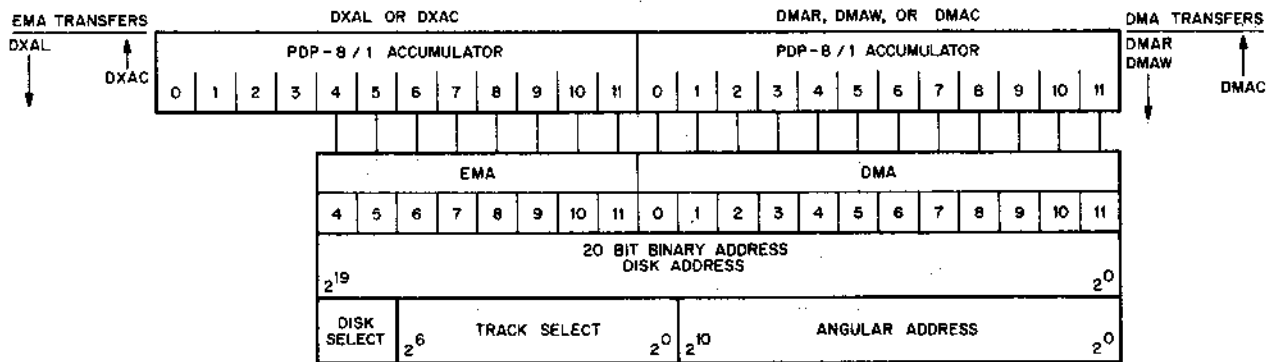 EMA TRANSFERS DXAL OR DXAC DMAR, DMAW, OR DMAC DMA TRANSFERS
DXAL DXAC PDP-8/1 ACCUMULATOR PDP-8/1 ACCUMULATOR DMAR
DMAW DMAC
0 1 2 3 4 5 6 7 8 9 10 11 0 1 2 3 4 5 6 7 8 9 10 11
EMA DMA
4 5 6 7 8 9 10 11 0 1 2 3 4 5 6 7 8 9 10 11
20 BIT BINARY ADDRESS
DISK ADDRESS
2^19 2^0
DISK
SELECT 2^6 TRACK SELECT 2^0 2^10 ANGULAR ADDRESS 2^0